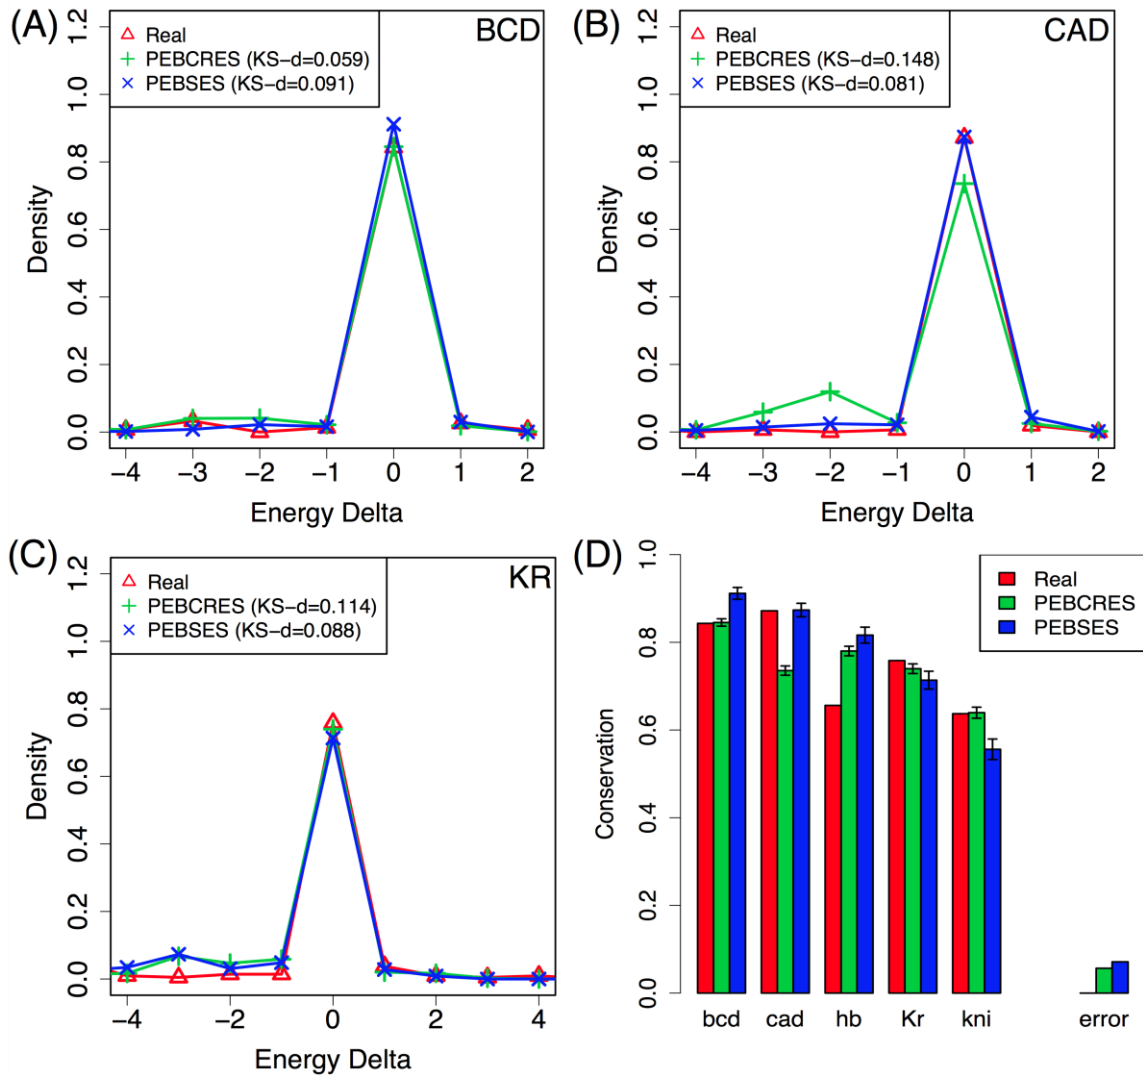 (A)
BCD
Real
PEBCRES (KS-d=0.059)
PEBSES (KS-d=0.091)
Density
0.0 0.2 0.4 0.6 0.8 1.0 1.2
−4 −3 −2 −1 0 1 2
Energy Delta
(B)
CAD
Real
PEBCRES (KS-d=0.148)
PEBSES (KS-d=0.081)
Density
0.0 0.2 0.4 0.6 0.8 1.0 1.2
−4 −3 −2 −1 0 1 2
Energy Delta
(C)
KR
Real
PEBCRES (KS-d=0.114)
PEBSES (KS-d=0.088)
Density
0.0 0.2 0.4 0.6 0.8 1.0 1.2
−4 −2 0 2 4
Energy Delta
(D)
Real
PEBCRES
PEBSES
Conservation
0.0 0.2 0.4 0.6 0.8 1.0
bcd cad hb Kr kni error